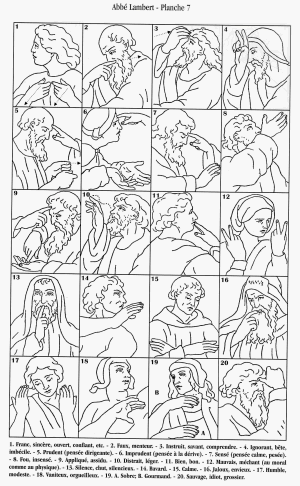 Abbé Lambert - Planche 7
1 2 3 4
5 6 7 8
9 10 11 12
13 14 15 16
17 18 19 20
B
A
1. Franc, sincère, ouvert, confiant, etc. - 2. Faux, menteur. - 3. Instruit, savant, comprendre. - 4. Ignorant, bête,
imbécile. - 5. Prudent (pensée dirigeante). - 6. Imprudent (pensée à la dérive). - 7. Sensé (pensée calme, posée).
- 8. Fou, insensé. - 9. Appliqué, assidu. - 10. Distrait, léger. - 11. Bien, bon. - 12. Mauvais, méchant (au moral
comme au physique). - 13. Silence, chut, silencieux. - 14. Bavard. - 15. Calme. - 16. Jaloux, envieux. - 17. Humble,
modeste. - 18. Vaniteux, orgueilleux. - 19. A. Sobre; B. Gourmand. - 20. Sauvage, idiot, grossier.